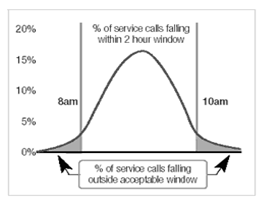 20%
% of service calls falling
within 2 hour window
15%
10%
8am
10am
5%
0%
% of service calls falling
outside acceptable window